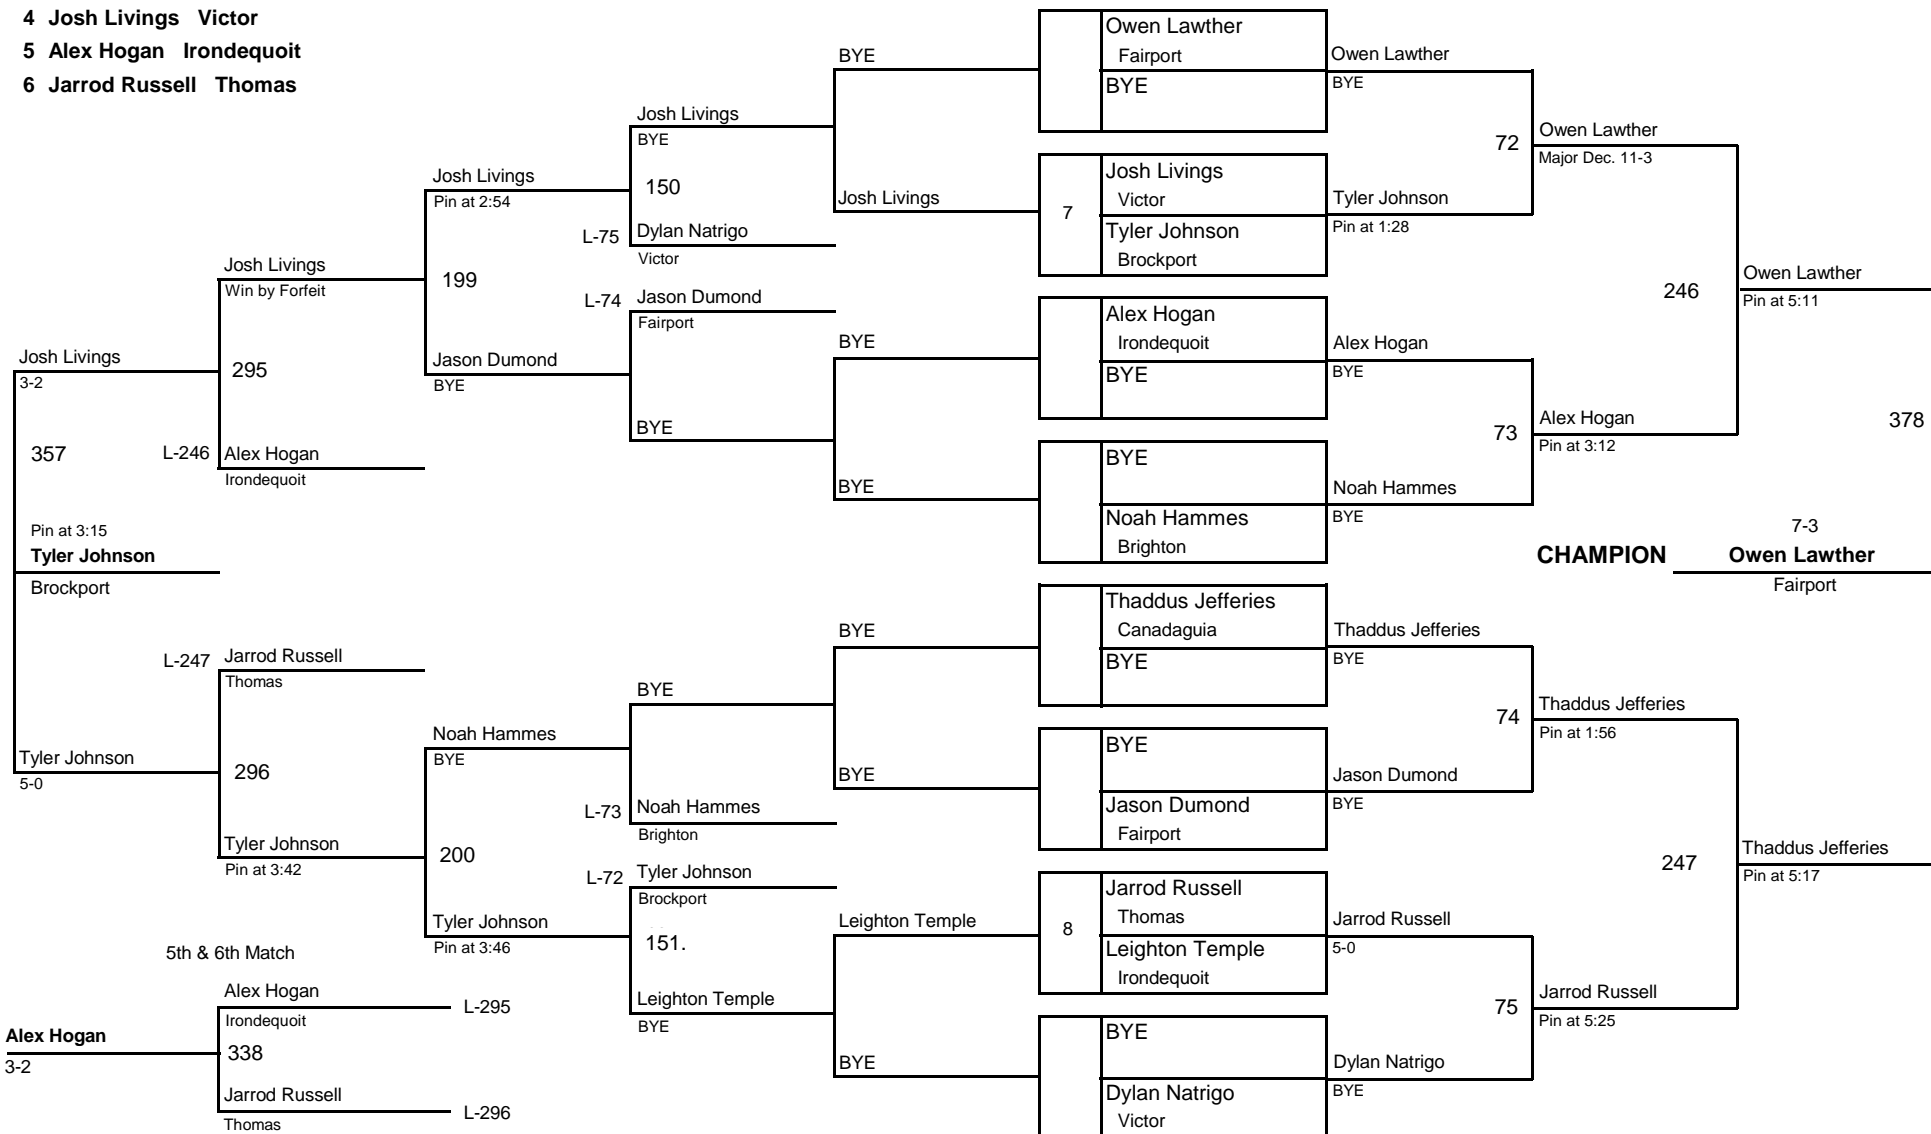 4 Josh Livings Victor
5 Alex Hogan Irondequoit
6 Jarrod Russell Thomas
Josh Livings
3-2
357
Pin at 3:15
Tyler Johnson
Brockport
Tyler Johnson
5-0
5th & 6th Match
Alex Hogan
3-2
Josh Livings
Win by Forfeit
295
L-246 Alex Hogan
Irondequoit
L-247 Jarrod Russell
Thomas
296
Tyler Johnson
Pin at 3:42
Alex Hogan L-295
Irondequoit
338
Jarrod Russell L-296
Thomas
Josh Livings
Pin at 2:54
199
Jason Dumond
BYE
Noah Hammes
BYE
200
Tyler Johnson
Pin at 3:46
Josh Livings
BYE
150
L-75 Dylan Natrigo
Victor
L-74 Jason Dumond
Fairport
BYE
BYE
L-73 Noah Hammes
Brighton
L-72 Tyler Johnson
Brockport
151.
Leighton Temple
BYE
BYE
Josh Livings
BYE
BYE
BYE
BYE
Leighton Temple
BYE
Owen Lawther
Fairport
BYE
7
Josh Livings
Victor
Tyler Johnson
Brockport
Alex Hogan
Irondequoit
BYE
BYE
Noah Hammes
Brighton
Thaddus Jefferies
Canadaguia
BYE
BYE
Jason Dumond
Fairport
8
Jarrod Russell
Thomas
Leighton Temple
Irondequoit
BYE
Dylan Natrigo
Victor
Owen Lawther
BYE
72
Tyler Johnson
Pin at 1:28
Alex Hogan
BYE
73
Noah Hammes
BYE
Thaddus Jefferies
BYE
74
Jason Dumond
BYE
Jarrod Russell
5-0
75
Dylan Natrigo
BYE
Owen Lawther
Major Dec. 11-3
246
Alex Hogan
Pin at 3:12
Thaddus Jefferies
Pin at 1:56
247
Jarrod Russell
Pin at 5:25
Owen Lawther
Pin at 5:11
378
7-3
CHAMPION Owen Lawther
Fairport
Thaddus Jefferies
Pin at 5:17